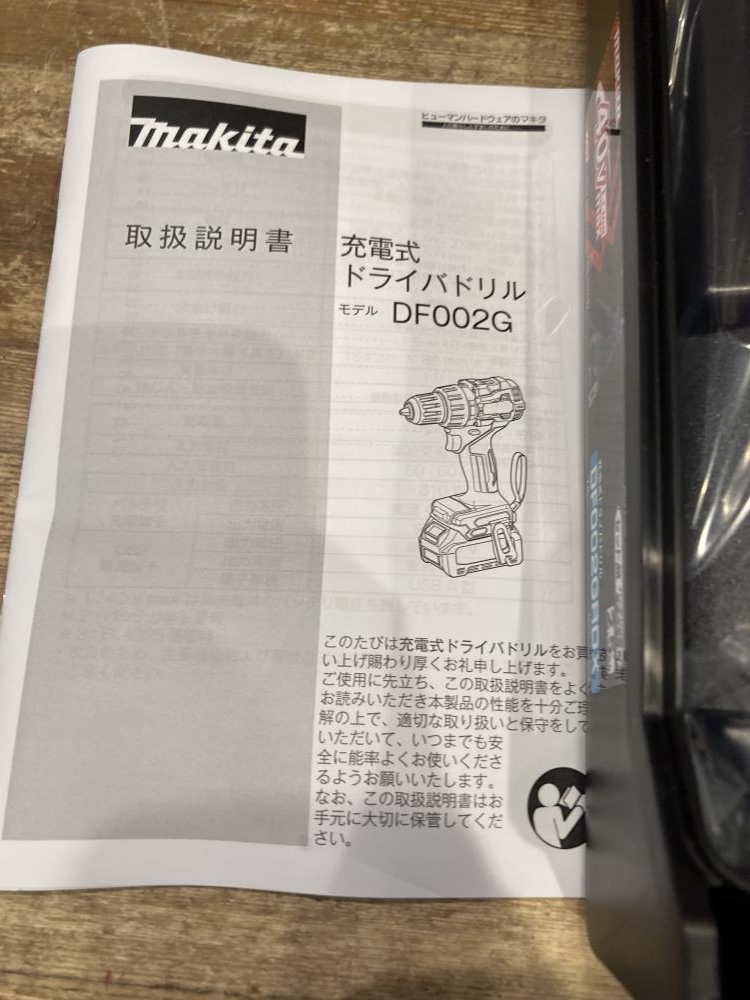 makita
ヒューマンハードウェアのマキタ
取扱説明書
充電式
ドライバドリル
モデル DF002G
このたびは充電式ドライバドリルをお買
い上げ賜わり厚くお礼申し上げます。
ご使用に先立ち、この取扱説明書をよく
お読みいただき本製品の性能を十分ご理
解の上で、適切な取り扱いと保守をして
いただいて、いつまでも安
全に能率よくお使いくださ
るようお願いいたします。
なお、この取扱説明書はお
手元に大切に保管してくだ
さい。
40V